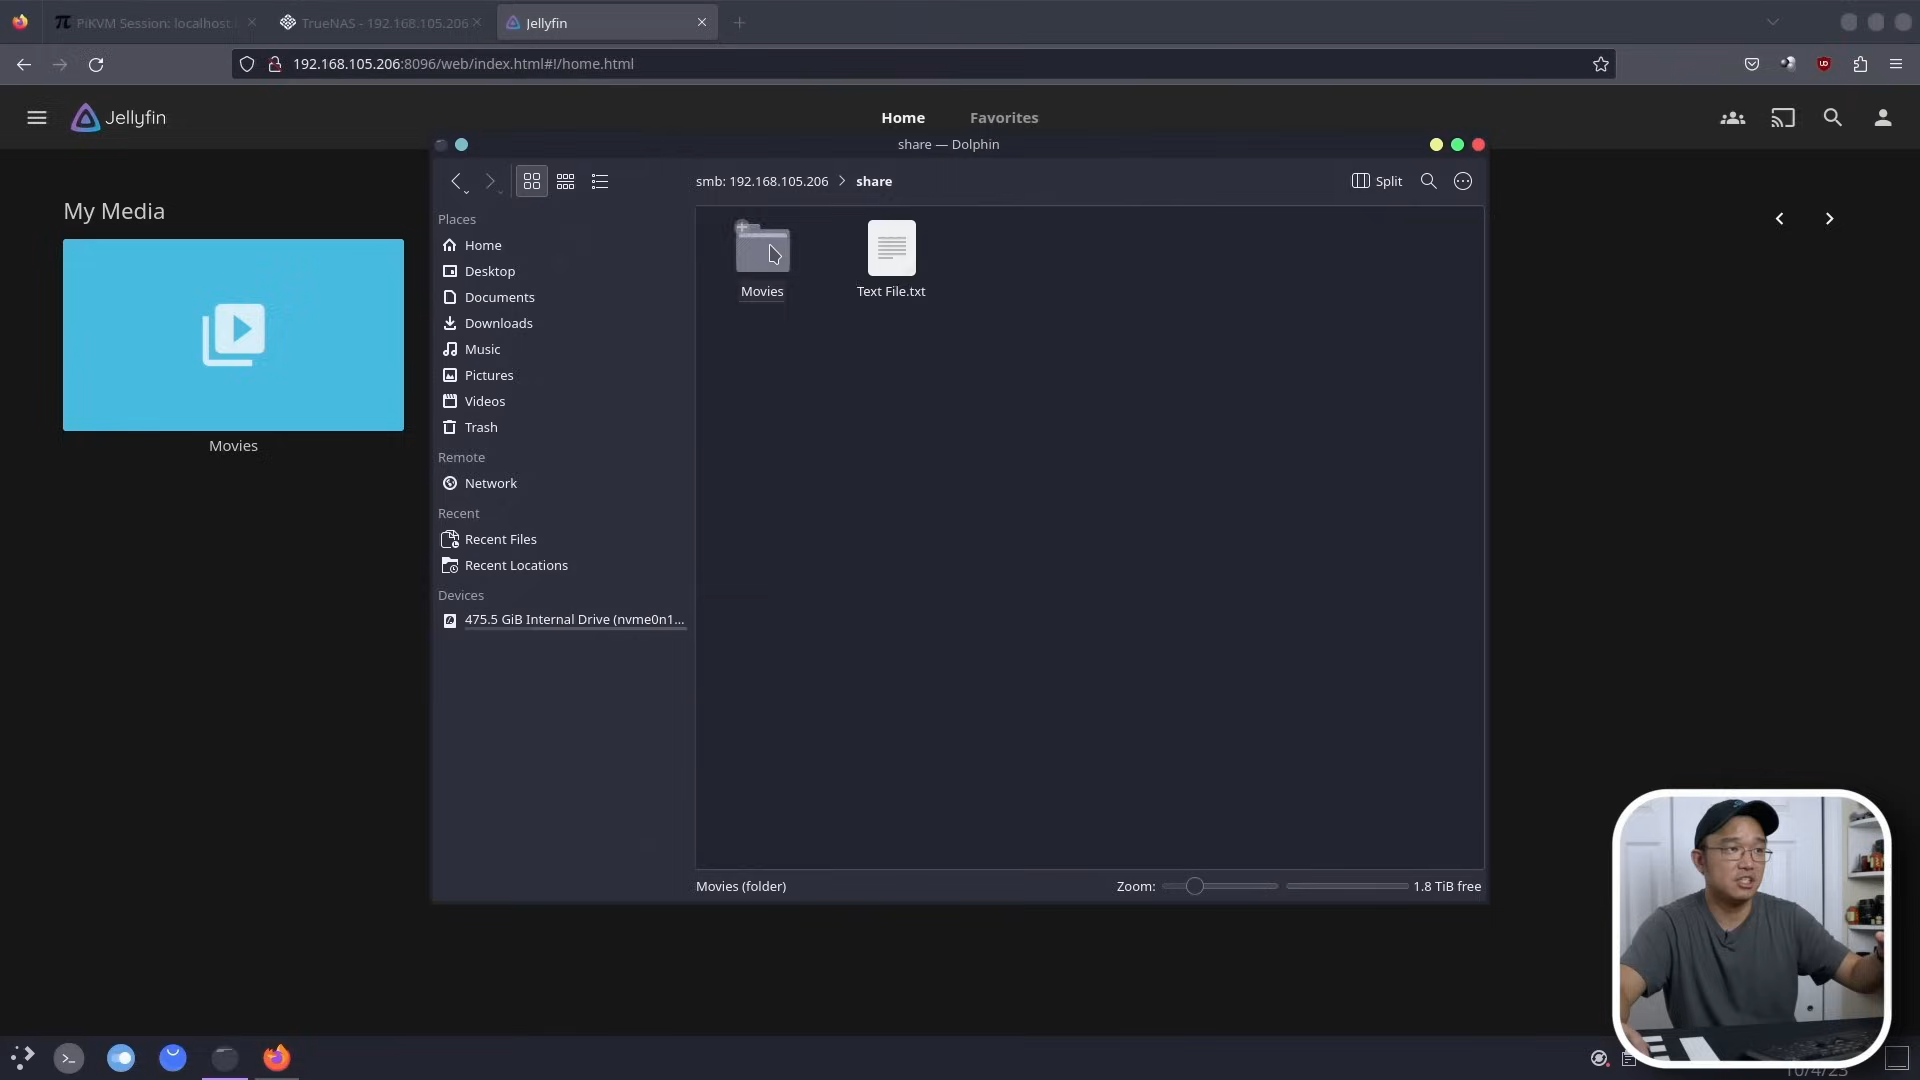 PiKVM Session: localhost
TrueNAS - 192.168.105.206
Jellyfin
192.168.105.206:8096/web/index.html#!/home.html
Jellyfin
Home
Favorites
share — Dolphin
smb: 192.168.105.206
share
Split
My Media
Movies
Places
Home
Desktop
Documents
Downloads
Music
Pictures
Videos
Trash
Remote
Network
Recent
Recent Files
Recent Locations
Devices
475.5 GiB Internal Drive (nvme0n1...
Movies
Text File.txt
Movies (folder)
Zoom:
1.8 TiB free
10/4/23